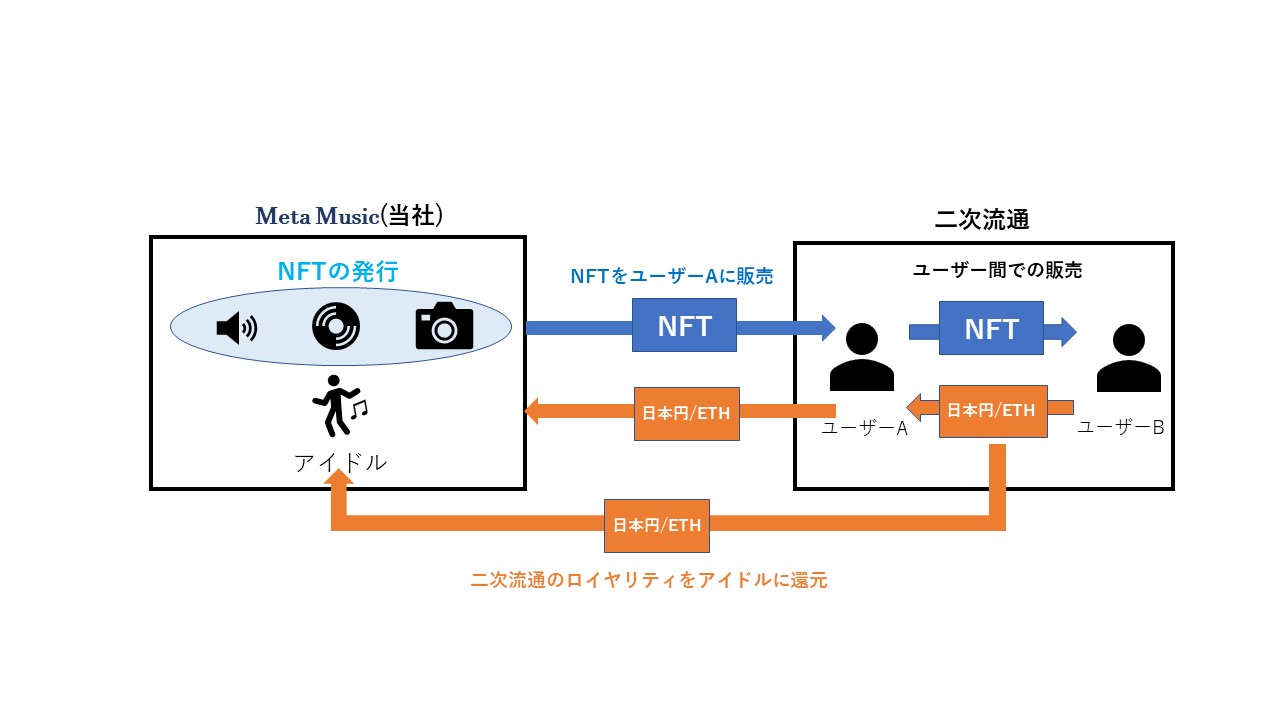 Meta Music(当社)
NFTの発行
アイドル
NFTをユーザーAに販売
NFT
日本円/ETH
二次流通
ユーザー間での販売
NFT
日本円/ETH
ユーザーA
ユーザーB
日本円/ETH
二次流通のロイヤリティをアイドルに還元